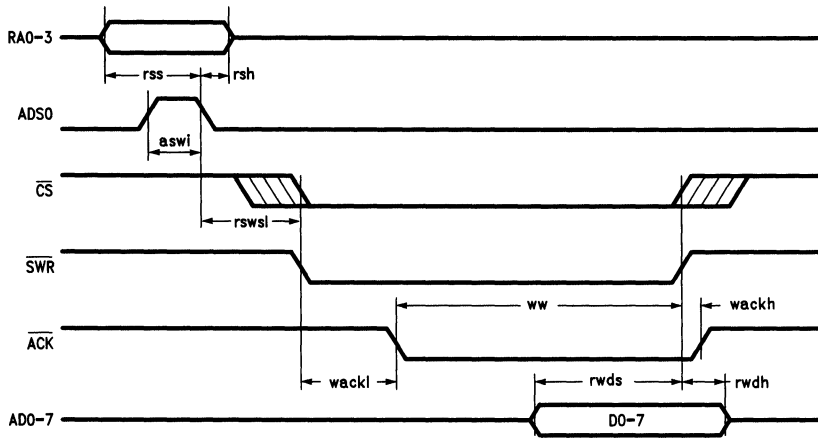 RA0-3
rss rsh
ADS0
aswi
CS
rswsl
SWR
ww wackh
ACK
wackl rwds rwdh
AD0-7 D0-7